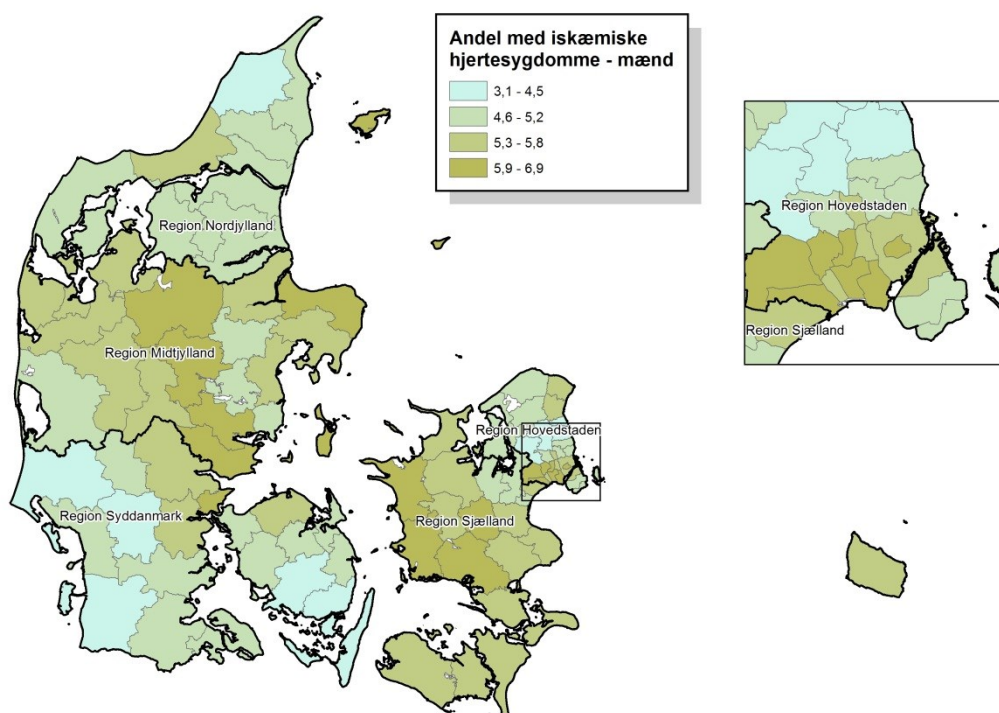 Andel med iskæmiske
hjertesygdomme - mænd
3,1 - 4,5
4,6 - 5,2
5,3 - 5,8
5,9 - 6,9
Region Nordjylland
Region Midtjylland
Region Syddanmark
Region Sjælland
Region Hovedstaden
Region Hovedstaden
Region Sjælland